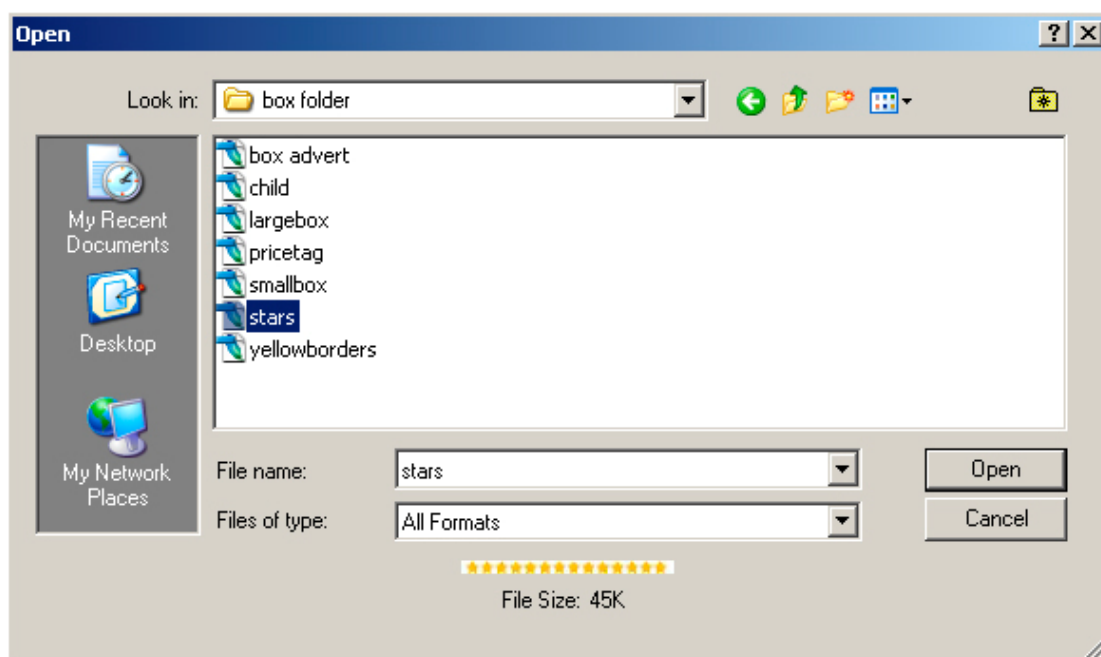 Open
Look in: box folder
My Recent
Documents
Desktop
My Network
Places
box advert
child
largebox
pricetag
smallbox
stars
yellowborders
File name: stars Open
Files of type: All Formats Cancel
File Size: 45K